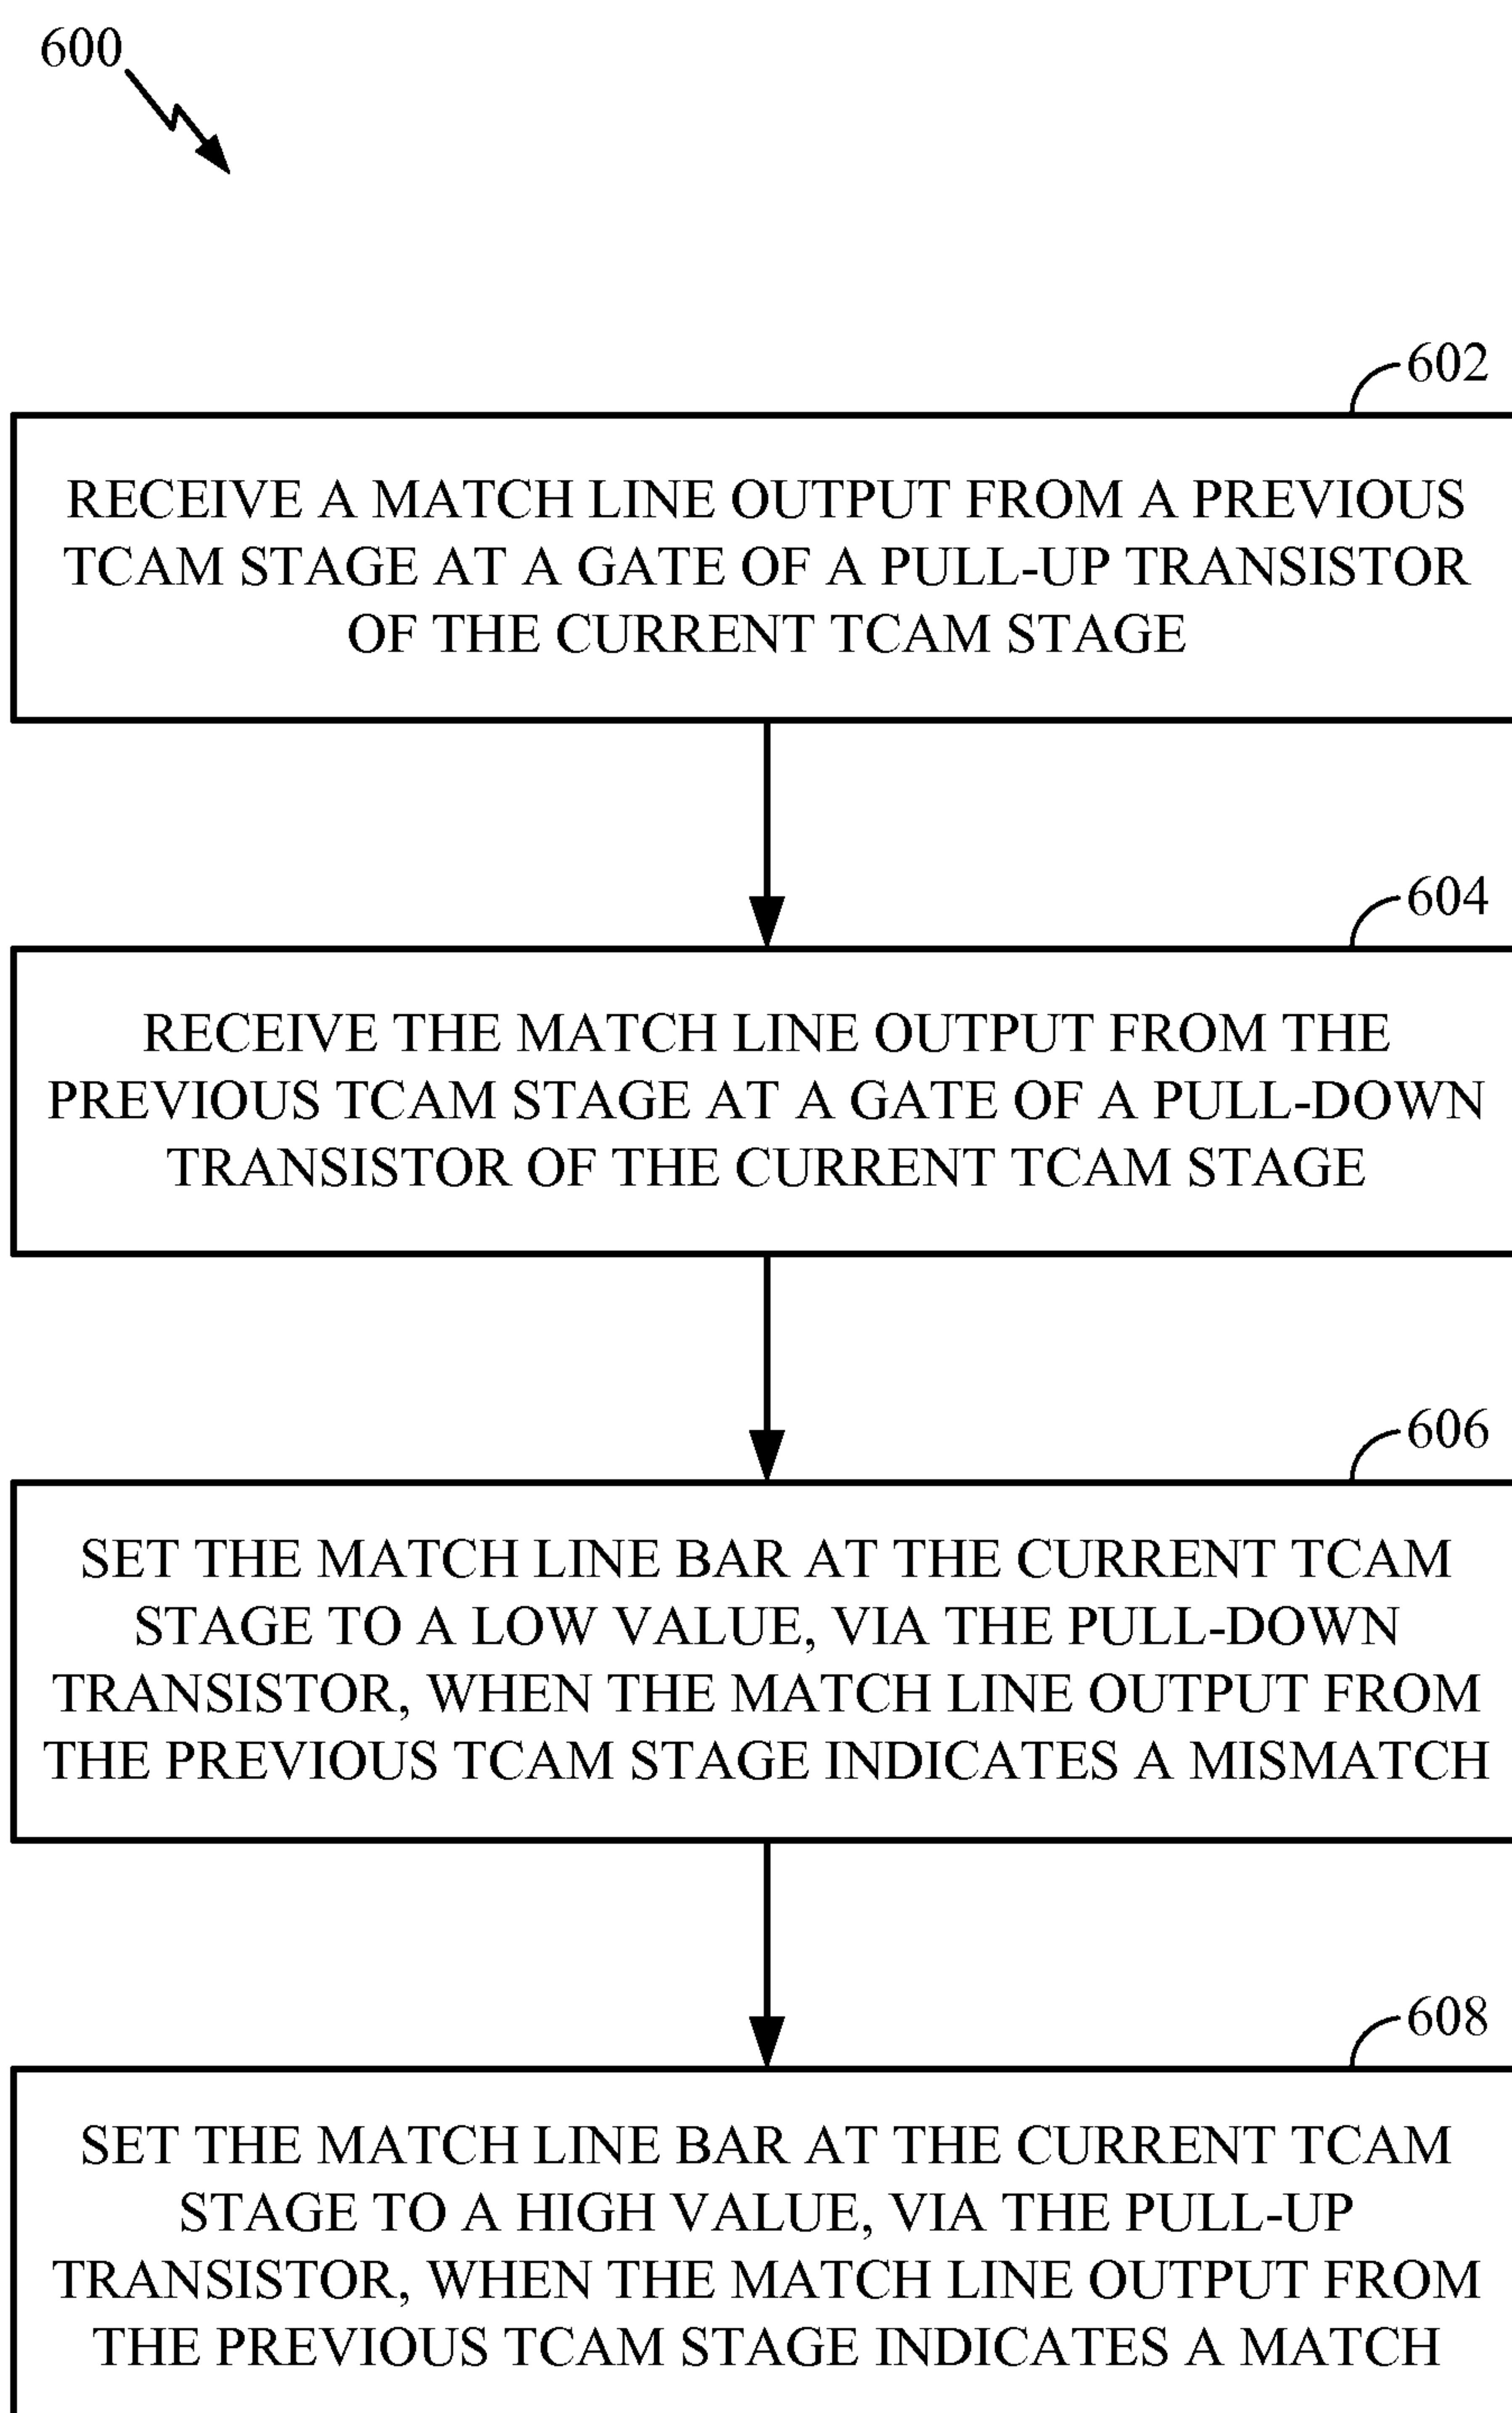 600
602
RECEIVE A MATCH LINE OUTPUT FROM A PREVIOUS
TCAM STAGE AT A GATE OF A PULL-UP TRANSISTOR
OF THE CURRENT TCAM STAGE
604
RECEIVE THE MATCH LINE OUTPUT FROM THE
PREVIOUS TCAM STAGE AT A GATE OF A PULL-DOWN
TRANSISTOR OF THE CURRENT TCAM STAGE
606
SET THE MATCH LINE BAR AT THE CURRENT TCAM
STAGE TO A LOW VALUE, VIA THE PULL-DOWN
TRANSISTOR, WHEN THE MATCH LINE OUTPUT FROM
THE PREVIOUS TCAM STAGE INDICATES A MISMATCH
608
SET THE MATCH LINE BAR AT THE CURRENT TCAM
STAGE TO A HIGH VALUE, VIA THE PULL-UP
TRANSISTOR, WHEN THE MATCH LINE OUTPUT FROM
THE PREVIOUS TCAM STAGE INDICATES A MATCH